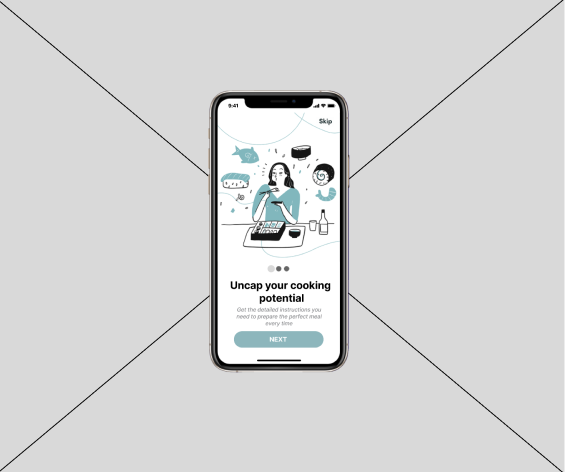 9:41
Skip
Uncap your cooking
potential
Get the detailed instructions you
need to prepare the perfect meal
every time
NEXT